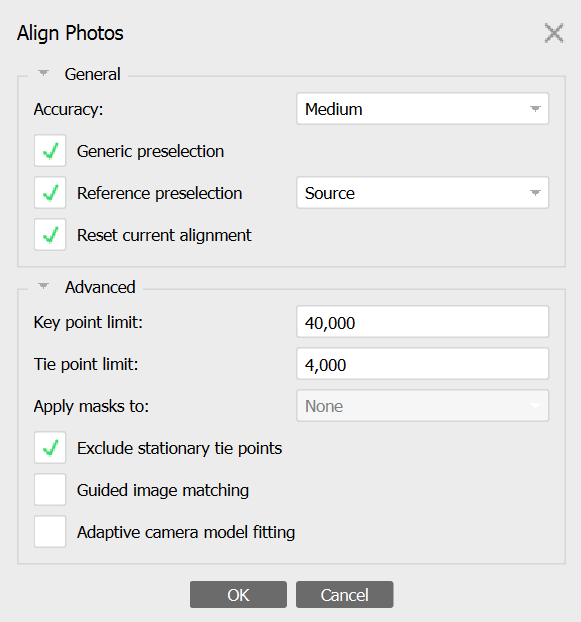 Align Photos
General
Accuracy: Medium
Generic preselection
Reference preselection Source
Reset current alignment
Advanced
Key point limit: 40,000
Tie point limit: 4,000
Apply masks to: None
Exclude stationary tie points
Guided image matching
Adaptive camera model fitting
OK Cancel